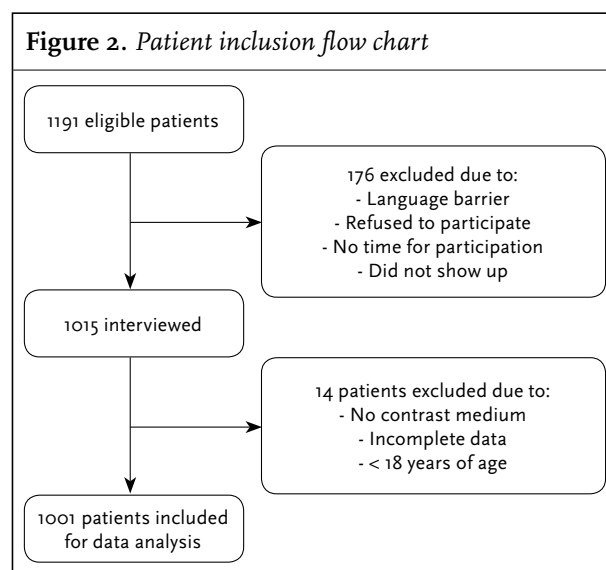 Figure 2. Patient inclusion flow chart
1191 eligible patients
176 excluded due to:
- Language barrier
- Refused to participate
- No time for participation
- Did not show up
1015 interviewed
14 patients excluded due to:
- No contrast medium
- Incomplete data
- < 18 years of age
1001 patients included
for data analysis